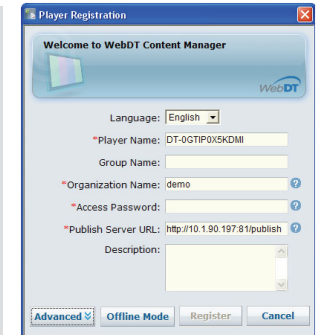 Player Registration
Welcome to WebDT Content Manager
WebDT
Language: English
*Player Name: DT-0GTIP0X5KDMI
Group Name:
*Organization Name: demo
*Access Password:
*Publish Server URL: http://10.1.90.197:81/publish
Description:
Advanced Offline Mode Register Cancel